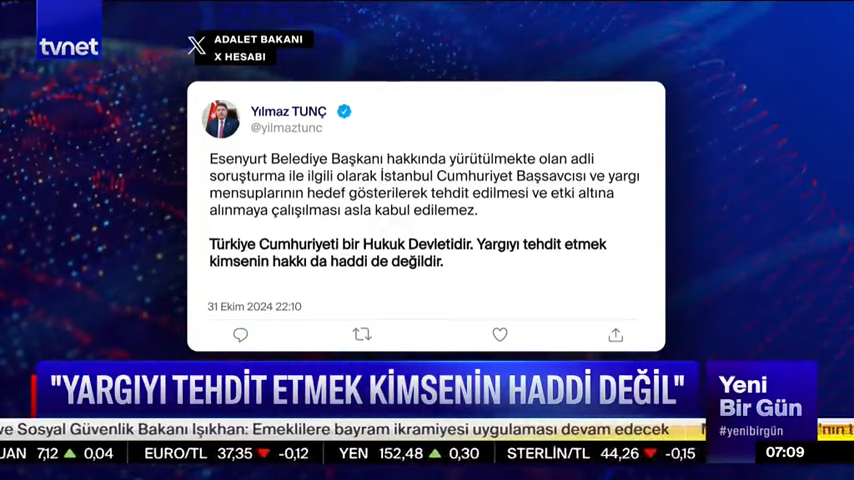 tvnet
ADALET BAKANI
X HESABI
Yılmaz TUNÇ
@yilmaztunc
Esenyurt Belediye Başkanı hakkında yürütülmekte olan adli
soruşturma ile ilgili olarak İstanbul Cumhuriyet Başsavcısı ve yargı
mensuplarının hedef gösterilerek tehdit edilmesi ve etki altına
alınmaya çalışılması asla kabul edilemez.
Türkiye Cumhuriyeti bir Hukuk Devletidir. Yargıyı tehdit etmek
kimsenin hakkı da haddi de değildir.
31 Ekim 2024 22:10
"YARGIYI TEHDİT ETMEK KİMSENİN HADDİ DEĞİL"
Yeni
Bir Gün
#yenibirgün
ve Sosyal Güvenlik Bakanı Işıkhan: Emeklilere bayram ikramiyesi uygulaması devam edecek
UAN 7,12 0,04 EURO/TL 37,35 -0,12 YEN 152,48 0,30 STERLİN/TL 44,26 -0,15 07:09